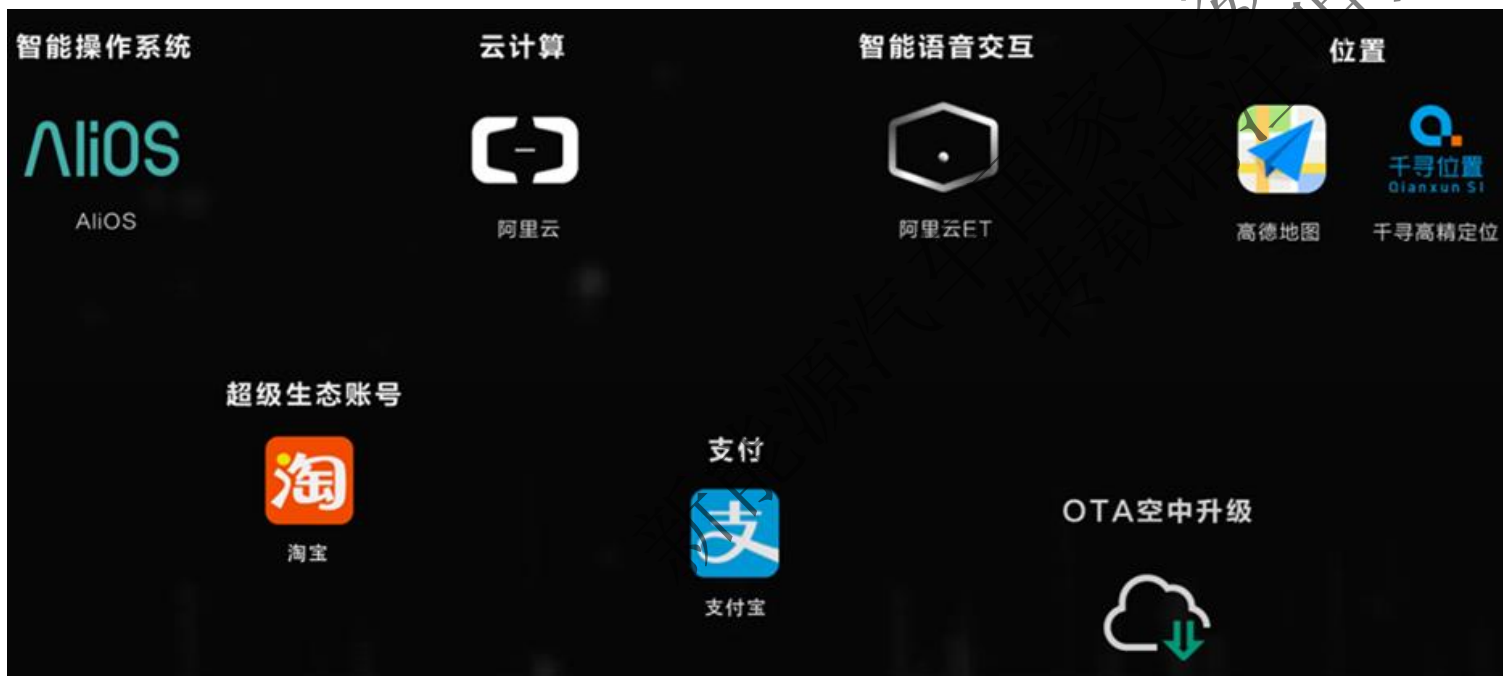 智能操作系统
云计算
智能语音交互
位置
AliOS
千寻位置
Qianxun SI
AliOS
阿里云
阿里云ET
高德地图
千寻高精定位
超级生态账号
淘
淘宝
支付
支
支付宝
OTA空中升级